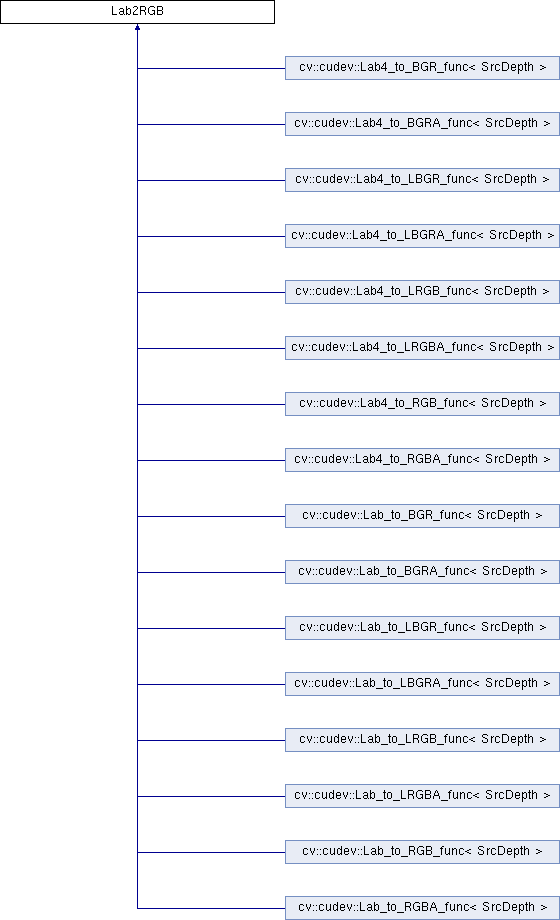 Lab2RGB
cv::cudev::Lab4_to_BGR_func< SrcDepth >
cv::cudev::Lab4_to_BGRA_func< SrcDepth >
cv::cudev::Lab4_to_LBGR_func< SrcDepth >
cv::cudev::Lab4_to_LBGRA_func< SrcDepth >
cv::cudev::Lab4_to_LRGB_func< SrcDepth >
cv::cudev::Lab4_to_LRGBA_func< SrcDepth >
cv::cudev::Lab4_to_RGB_func< SrcDepth >
cv::cudev::Lab4_to_RGBA_func< SrcDepth >
cv::cudev::Lab_to_BGR_func< SrcDepth >
cv::cudev::Lab_to_BGRA_func< SrcDepth >
cv::cudev::Lab_to_LBGR_func< SrcDepth >
cv::cudev::Lab_to_LBGRA_func< SrcDepth >
cv::cudev::Lab_to_LRGB_func< SrcDepth >
cv::cudev::Lab_to_LRGBA_func< SrcDepth >
cv::cudev::Lab_to_RGB_func< SrcDepth >
cv::cudev::Lab_to_RGBA_func< SrcDepth >